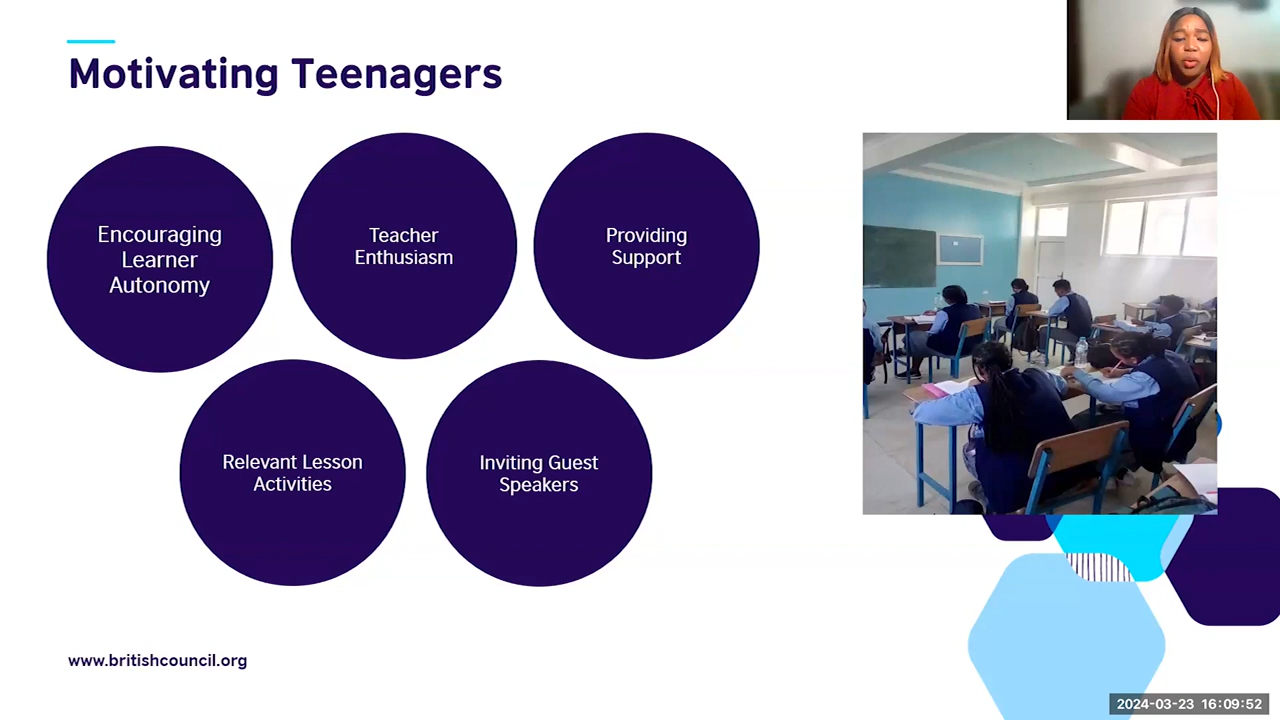 Motivating Teenagers
Encouraging
Learner
Autonomy
Teacher
Enthusiasm
Providing
Support
Relevant Lesson
Activities
Inviting Guest
Speakers
www.britishcouncil.org
2024-03-23 16:09:52